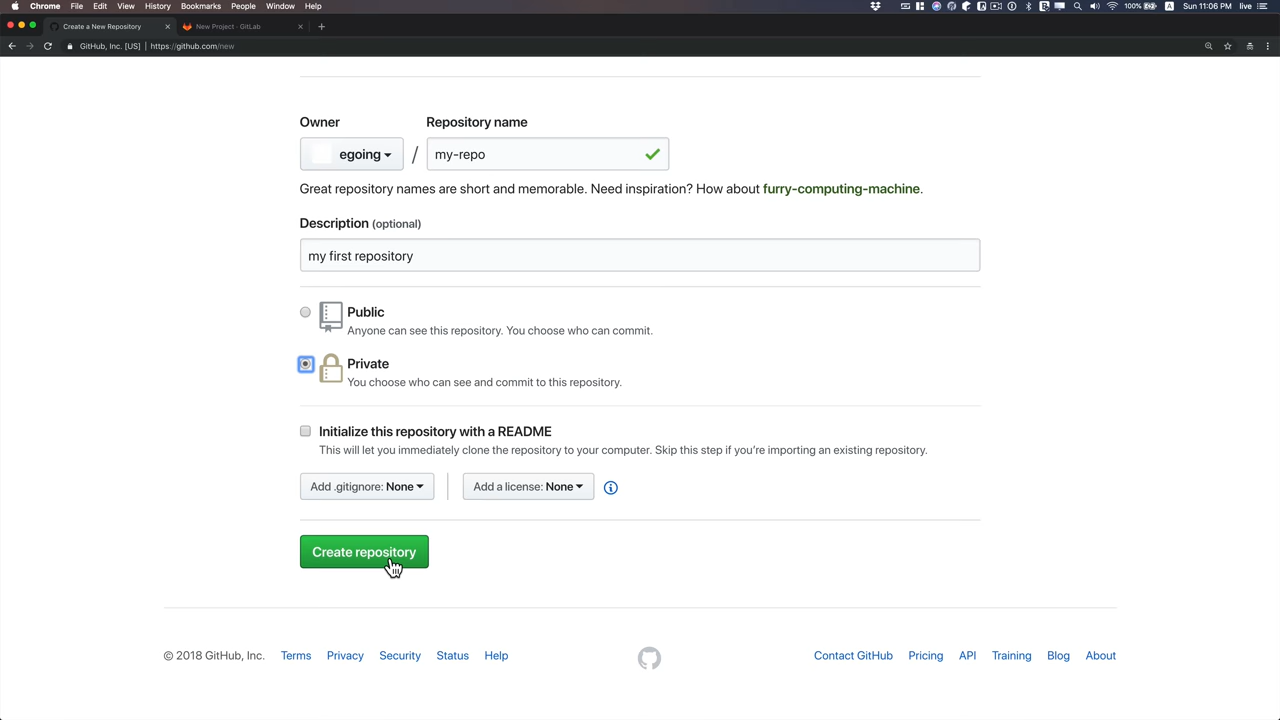 Chrome File Edit View History Bookmarks People Window Help 100% Sun 11:06 PM live
Create a New Repository New Project · GitLab
GitHub, Inc. [US] https://github.com/new
Owner Repository name
egoing / my-repo
Great repository names are short and memorable. Need inspiration? How about furry-computing-machine.
Description (optional)
my first repository
Public
Anyone can see this repository. You choose who can commit.
Private
You choose who can see and commit to this repository.
Initialize this repository with a README
This will let you immediately clone the repository to your computer. Skip this step if you’re importing an existing repository.
Add .gitignore: None Add a license: None
Create repository
© 2018 GitHub, Inc. Terms Privacy Security Status Help Contact GitHub Pricing API Training Blog About